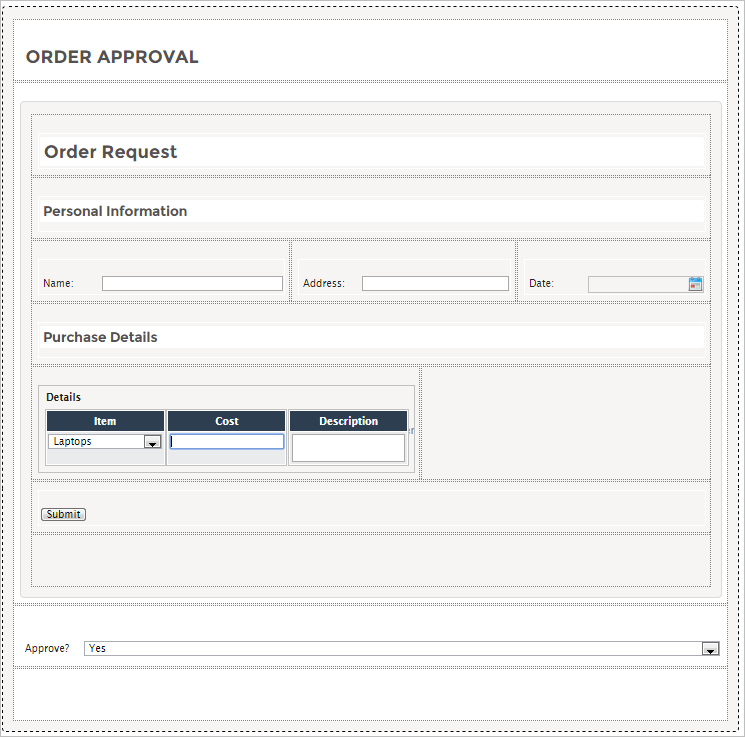 ORDER APPROVAL
Order Request
Personal Information
Name: Address: Date:
Purchase Details
Details
Item Cost Description
Laptops
Submit
Approve? Yes